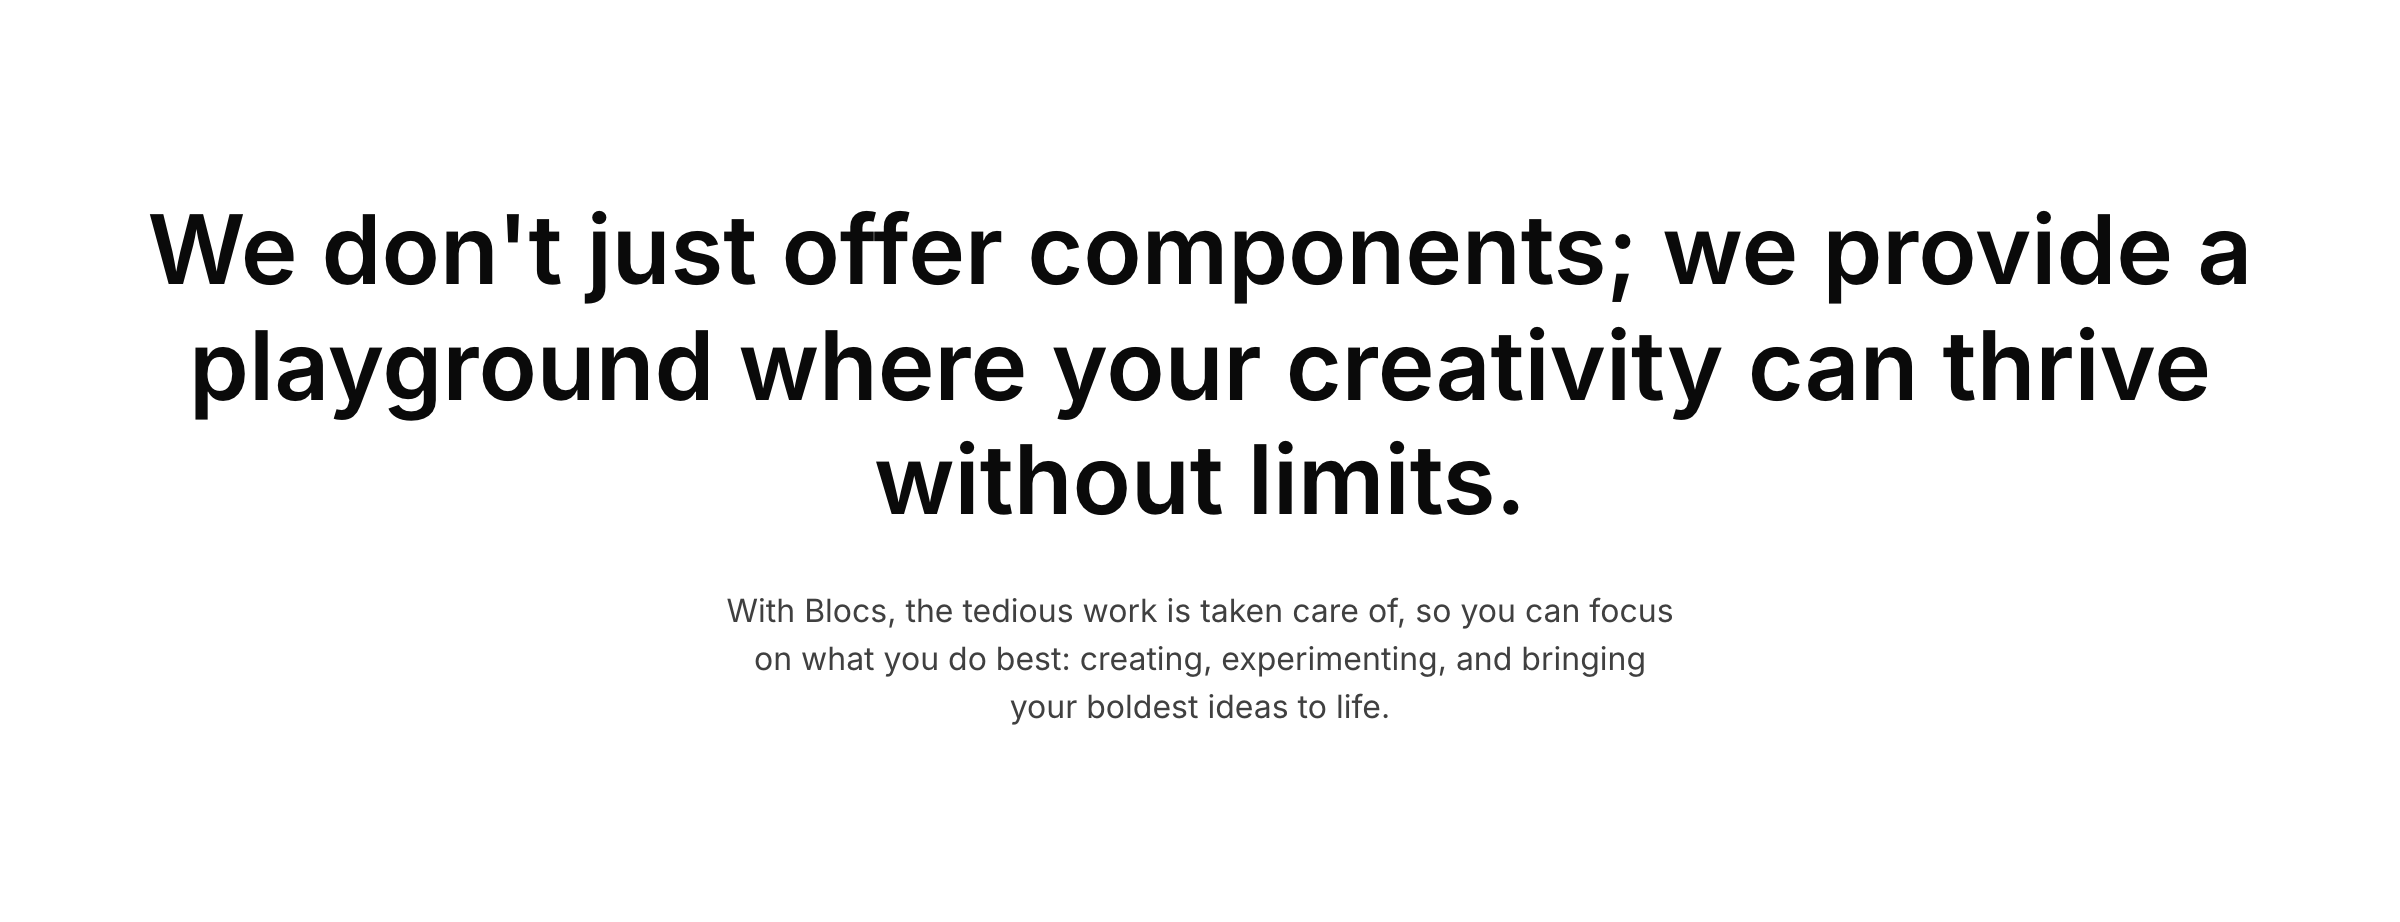 We don't just offer components; we provide a
playground where your creativity can thrive
without limits.
With Blocs, the tedious work is taken care of, so you can focus
on what you do best: creating, experimenting, and bringing
your boldest ideas to life.